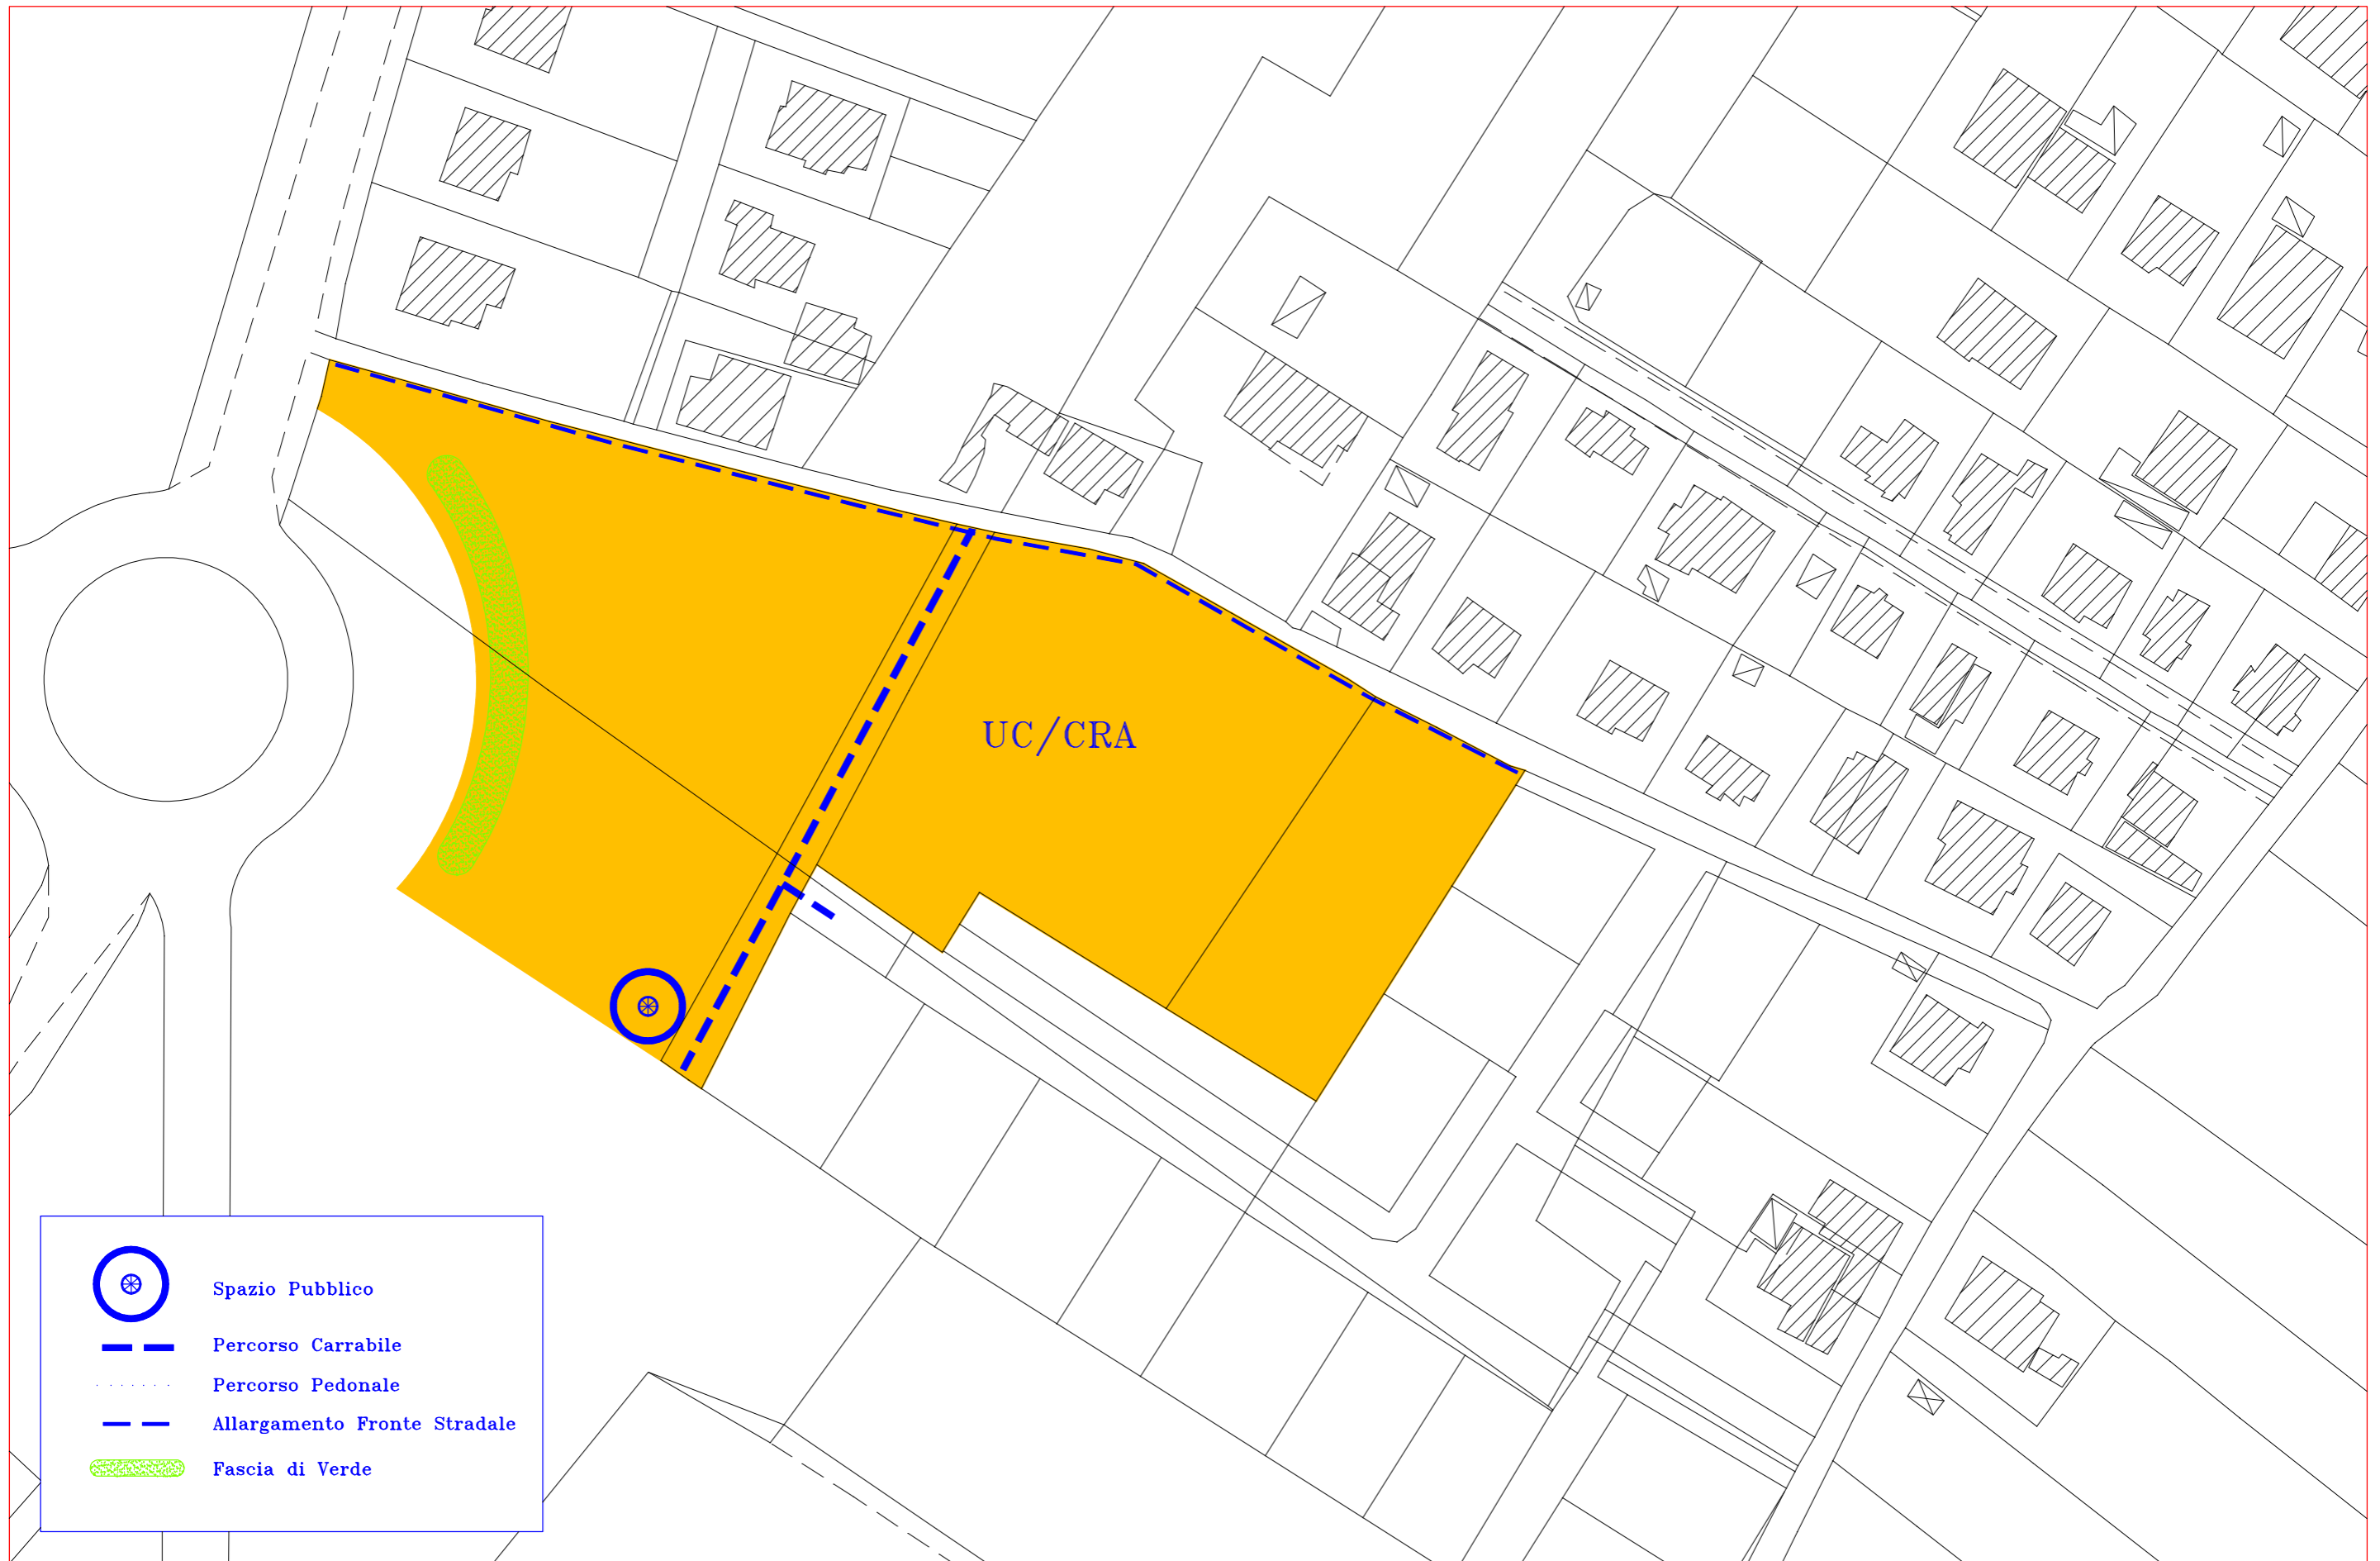 UC/CRA
Spazio Pubblico
Percorso Carrabile
Percorso Pedonale
Allargamento Fronte Stradale
Fascia di Verde